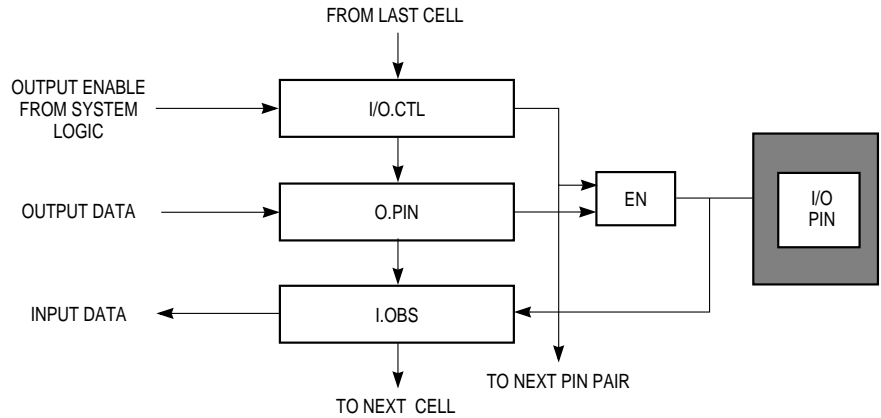 FROM LAST CELL
OUTPUT ENABLE
FROM SYSTEM
LOGIC
I/O.CTL
OUTPUT DATA
O.PIN
EN
I/O
PIN
INPUT DATA
I.OBS
TO NEXT PIN PAIR
TO NEXT CELL